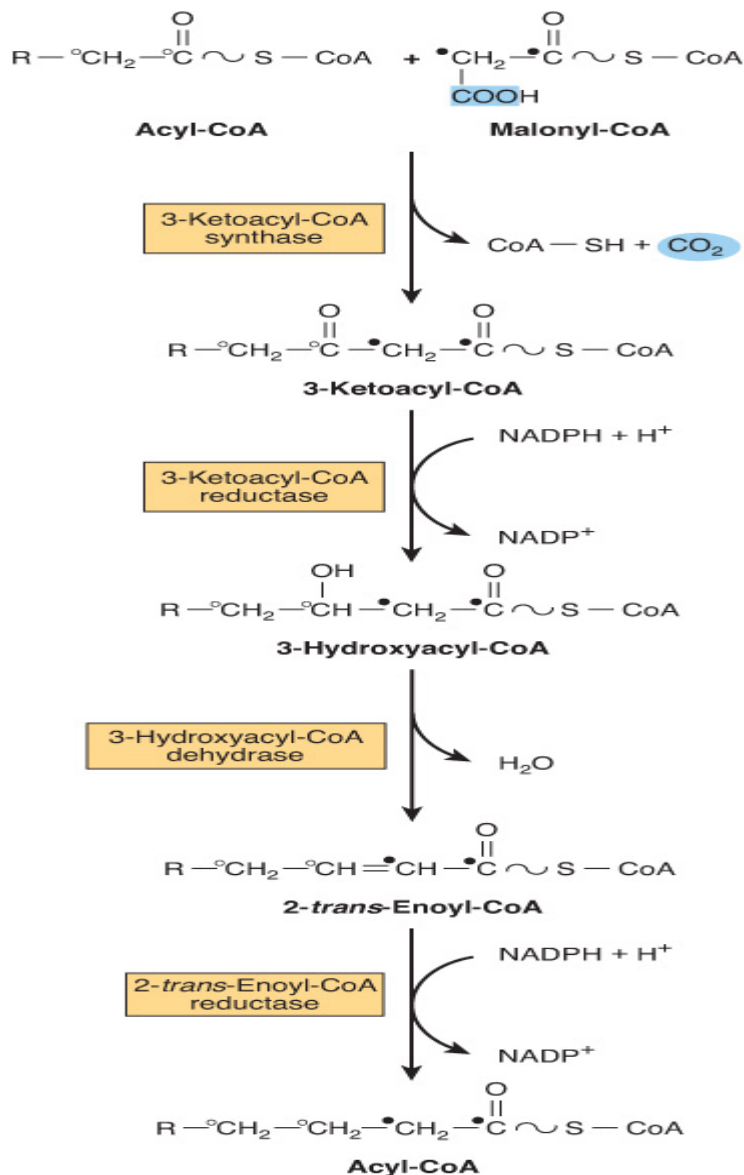 O O
R — °CH₂ — °C ~ S — CoA + •CH₂ — •C ~ S — CoA
COOH
Acyl-CoA Malonyl-CoA
3-Ketoacyl-CoA
synthase
CoA — SH + CO₂
O O
R — °CH₂ — °C — •CH₂ — •C ~ S — CoA
3-Ketoacyl-CoA
NADPH + H⁺
3-Ketoacyl-CoA
reductase
NADP⁺
OH O
R — °CH₂ — °CH — •CH₂ — •C ~ S — CoA
3-Hydroxyacyl-CoA
3-Hydroxyacyl-CoA
dehydrase
H₂O
O
R — °CH₂ — °CH = •CH — •C ~ S — CoA
2-trans-Enoyl-CoA
NADPH + H⁺
2-trans-Enoyl-CoA
reductase
NADP⁺
O
R — °CH₂ — °CH₂ — •CH₂ — •C ~ S — CoA
Acyl-CoA